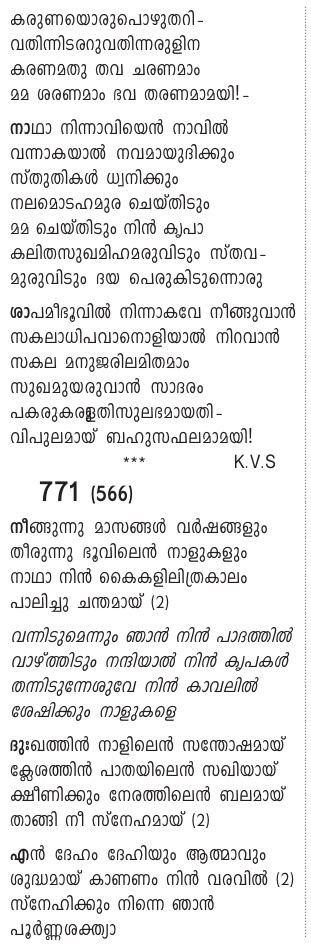 കരുണയൊരുപൊഴുതറി-
വതിന്നിടരറുവതിന്നരുളിന
കരണമതു തവ ചരണമാം
മമ ശരണമാം ഭവ തരണമാമയി!-
നാഥാ നിന്നാവിയെൻ നാവിൽ
വന്നാകയാൽ നവമായുദിക്കും
സ്തുതികൾ ധ്വനിക്കും
നലമൊടഹമുര ചെയ്തിടും
മമ ചെയ്തിടും നിൻ കൃപാ
കലിതസുഖമിഹമരുവിടും സ്തവ-
മുരുവിടും ദയ പെരുകിടുന്നൊരു
ശാപമീഭൂവിൽ നിന്നാകവേ നീങ്ങുവാൻ
സകലാധിപവാനൊളിയാൽ നിറവാൻ
സകല മനുജരിലമിതമാം
സുഖമുയരുവാൻ സാദരം
പകരുകരുളതിസുലഭമായതി-
വിപുലമായ് ബഹുസഫലമാമയി!
*** K.V.S
771 (566)
നീങ്ങുന്നു മാസങ്ങൾ വർഷങ്ങളും
തീരുന്നു ഭൂവിലെൻ നാളുകളും
നാഥാ നിൻ കൈകളിലിത്രകാലം
പാലിച്ചു ചന്തമായ് (2)
വന്നിടുമെന്നും ഞാൻ നിൻ പാദത്തിൽ
വാഴ്ത്തിടും നന്ദിയാൽ നിൻ കൃപകൾ
തന്നിടുന്നേശുവേ നിൻ കാവലിൽ
ശേഷിക്കും നാളുകളെ
ദുഃഖത്തിൻ നാളിലെൻ സന്തോഷമായ്
ക്ലേശത്തിൻ പാതയിലെൻ സഖിയായ്
ക്ഷീണിക്കും നേരത്തിലെൻ ബലമായ്
താങ്ങി നീ സ്നേഹമായ് (2)
എൻ ദേഹം ദേഹിയും ആത്മാവും
ശുദ്ധമായ് കാണണം നിൻ വരവിൽ (2)
സ്നേഹിക്കും നിന്നെ ഞാൻ
പൂർണ്ണശക്ത്യാ